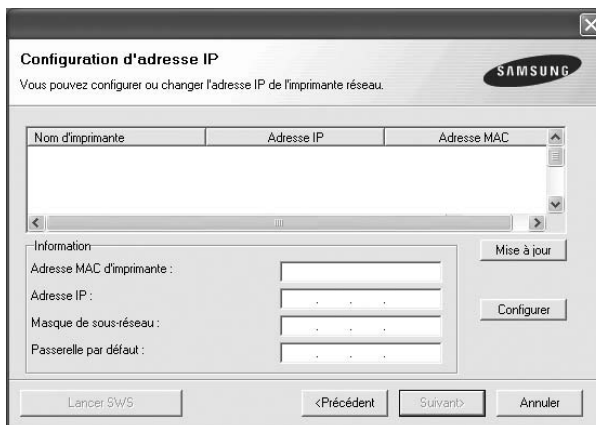 Configuration d'adresse IP
Vous pouvez configurer ou changer l'adresse IP de l'imprimante réseau.
SAMSUNG
Nom d'imprimante Adresse IP Adresse MAC
Information
Adresse MAC d'imprimante :
Adresse IP :
Masque de sous-réseau :
Passerelle par défaut :
Mise à jour
Configurer
Lancer SWS <Précédent Suivant> Annuler